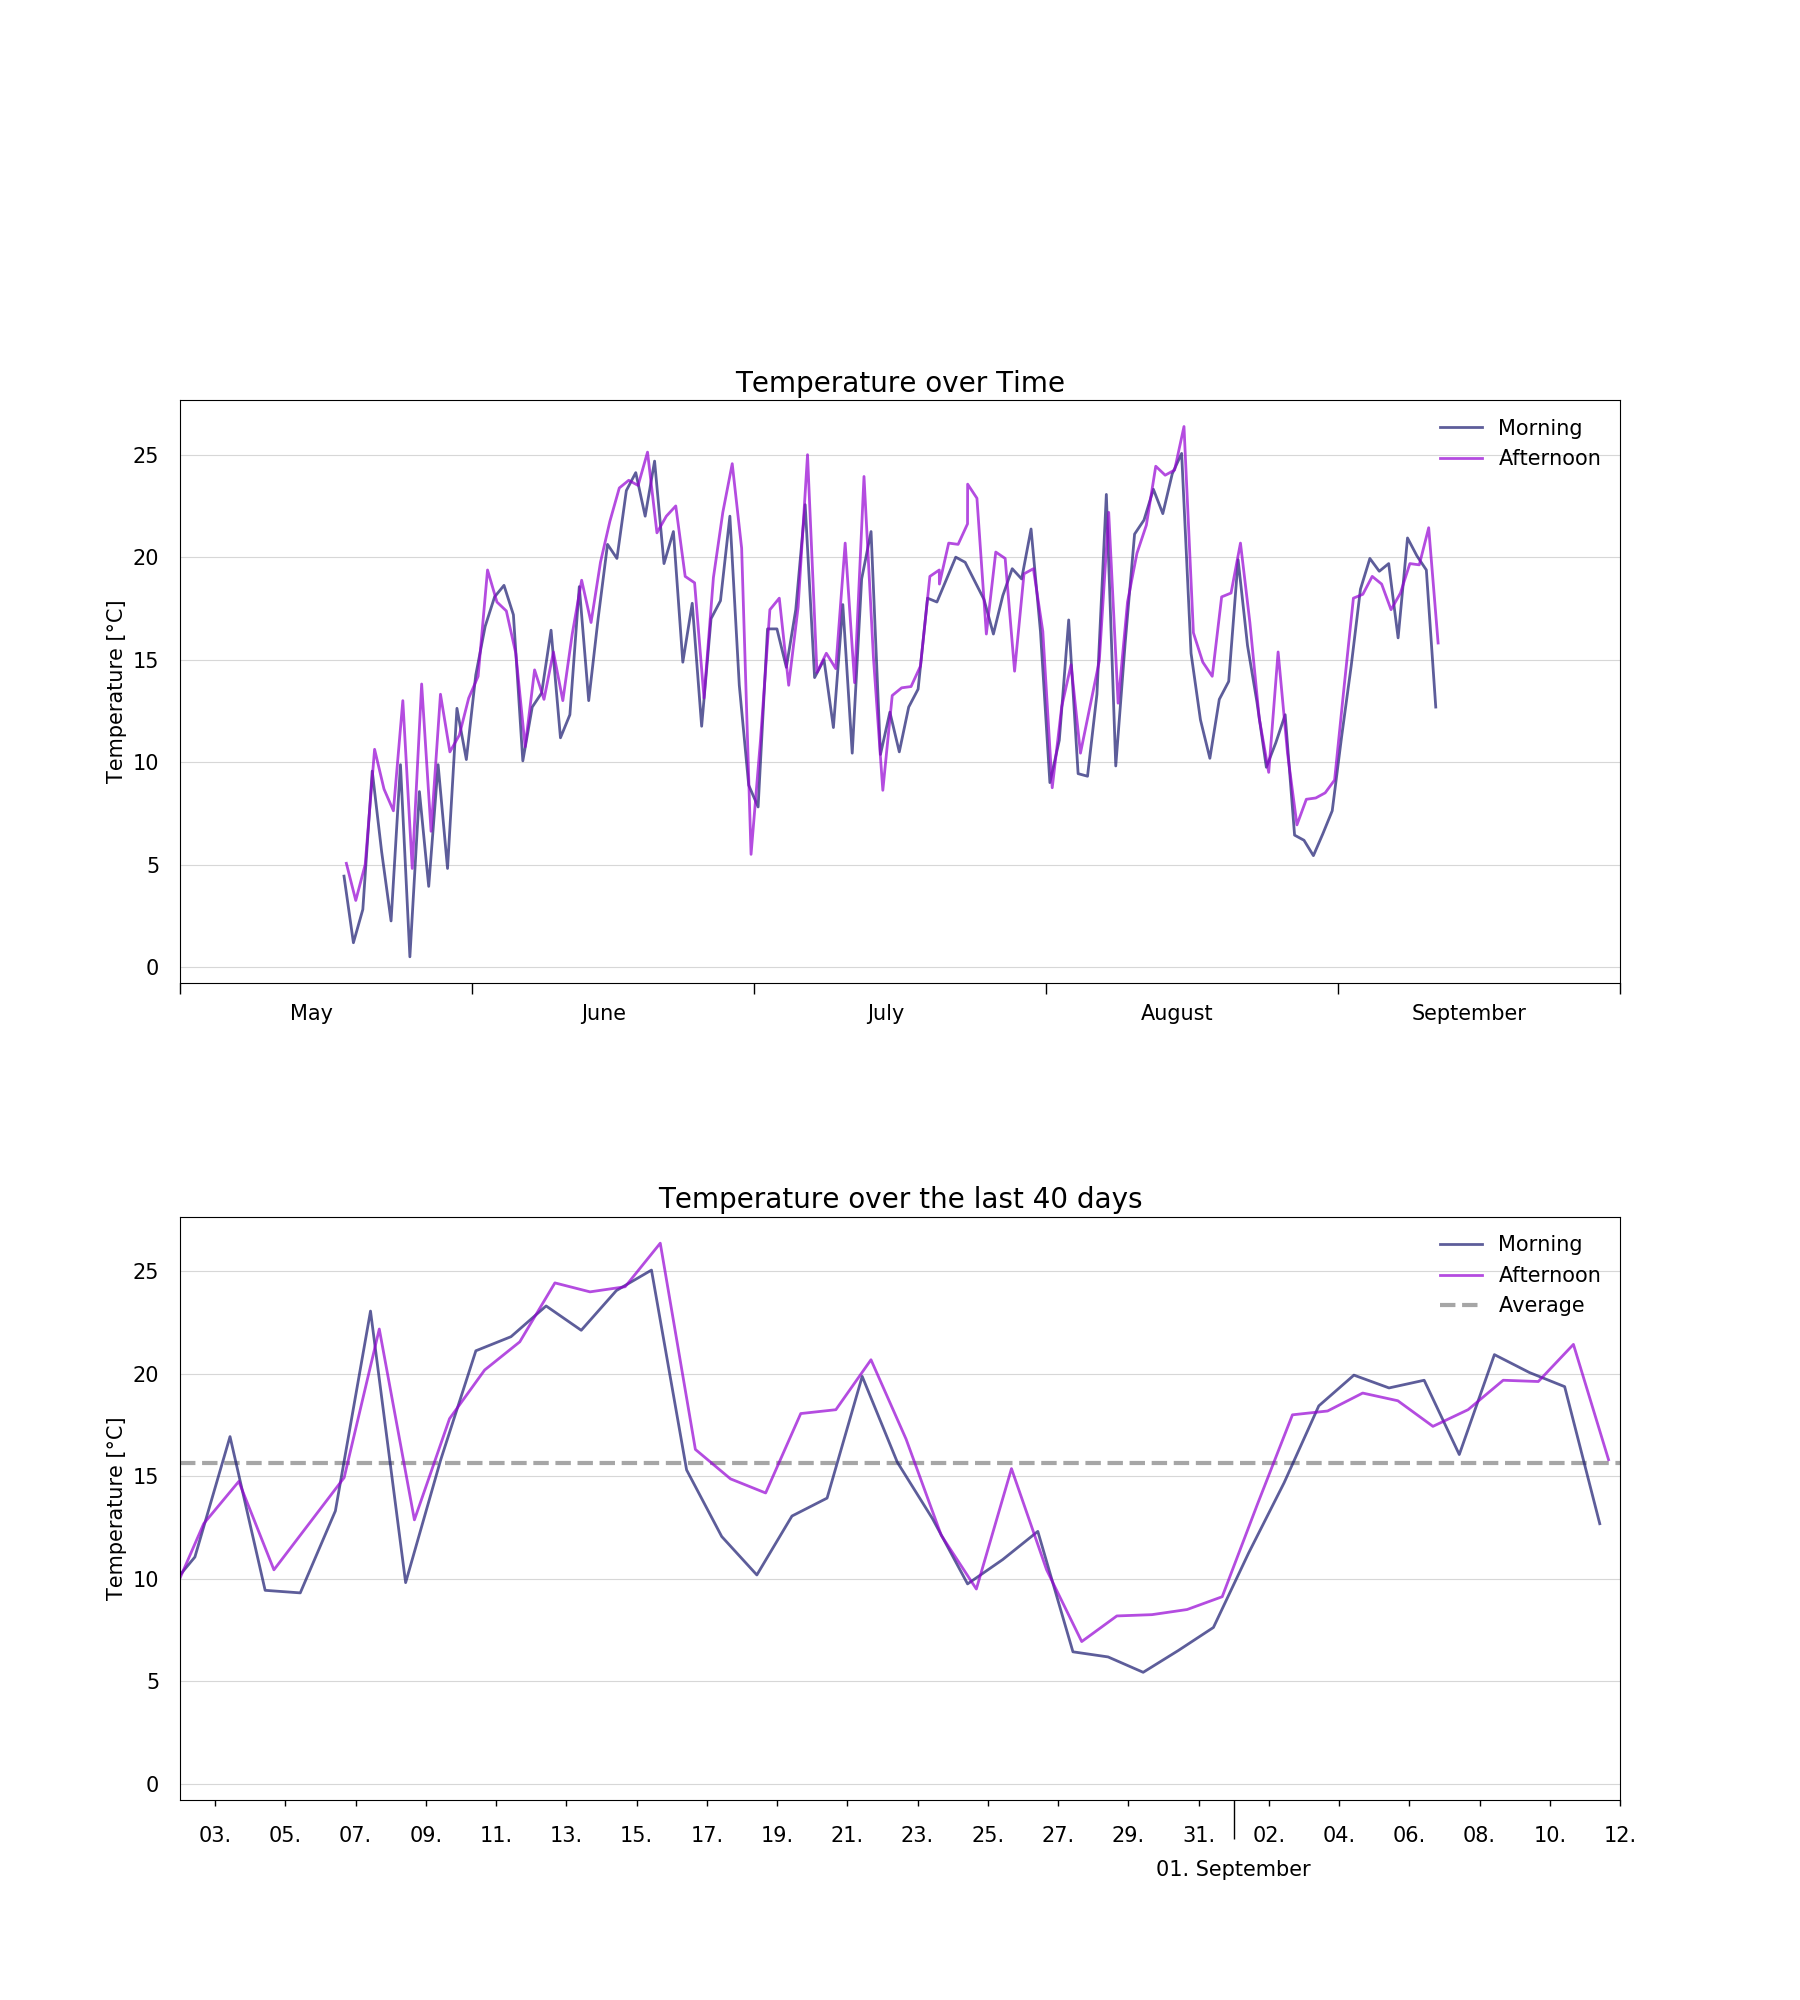 Temperature over Time
Morning
Afternoon
25
20
15
10
5
0
Temperature [°C]
May June July August September
Temperature over the last 40 days
Morning
Afternoon
Average
25
20
15
10
5
0
Temperature [°C]
03. 05. 07. 09. 11. 13. 15. 17. 19. 21. 23. 25. 27. 29. 31. 02. 04. 06. 08. 10. 12.
01. September